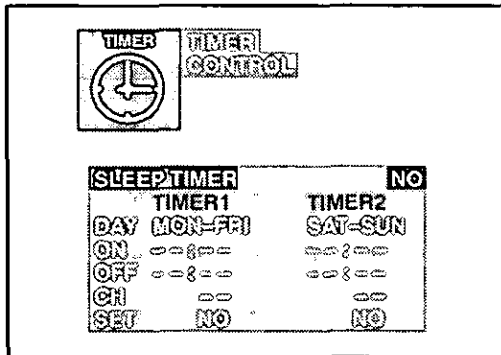 TIMER
TIMER
CONTROL
SLEEP TIMER NO
TIMER1 TIMER2
DAY MON-FRI SAT-SUN
ON --:-- --:--
OFF --:-- --:--
CH -- --
SET NO NO